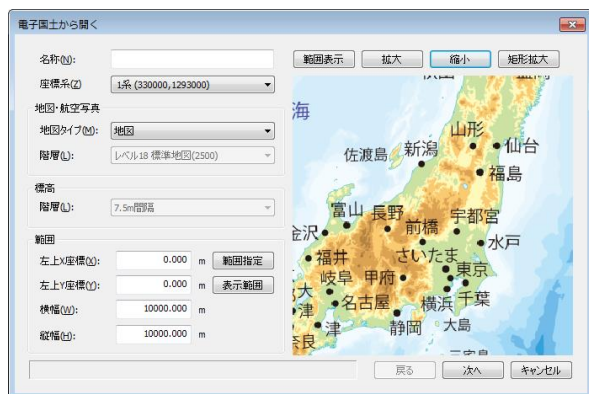 電子国土から開く
名称(N):
範囲表示 拡大 縮小 矩形拡大
座標系(Z) 1系 (330000,1293000)
地図・航空写真
地図タイプ(M): 地図
階層(L): レベル18 標準地図(2500)
標高
階層(L): 7.5m間隔
範囲
左上X座標(X): 0.000 m 範囲指定
左上Y座標(Y): 0.000 m 表示範囲
横幅(W): 10000.000 m
縦幅(H): 10000.000 m
海
山形
仙台
佐渡島 新潟
福島
富山 長野 前橋 宇都宮
金沢
水戸
福井 さいたま
岐阜 甲府 東京
大
名古屋 横浜 千葉
津 津 静岡 大島
奈良
戻る 次へ キャンセル